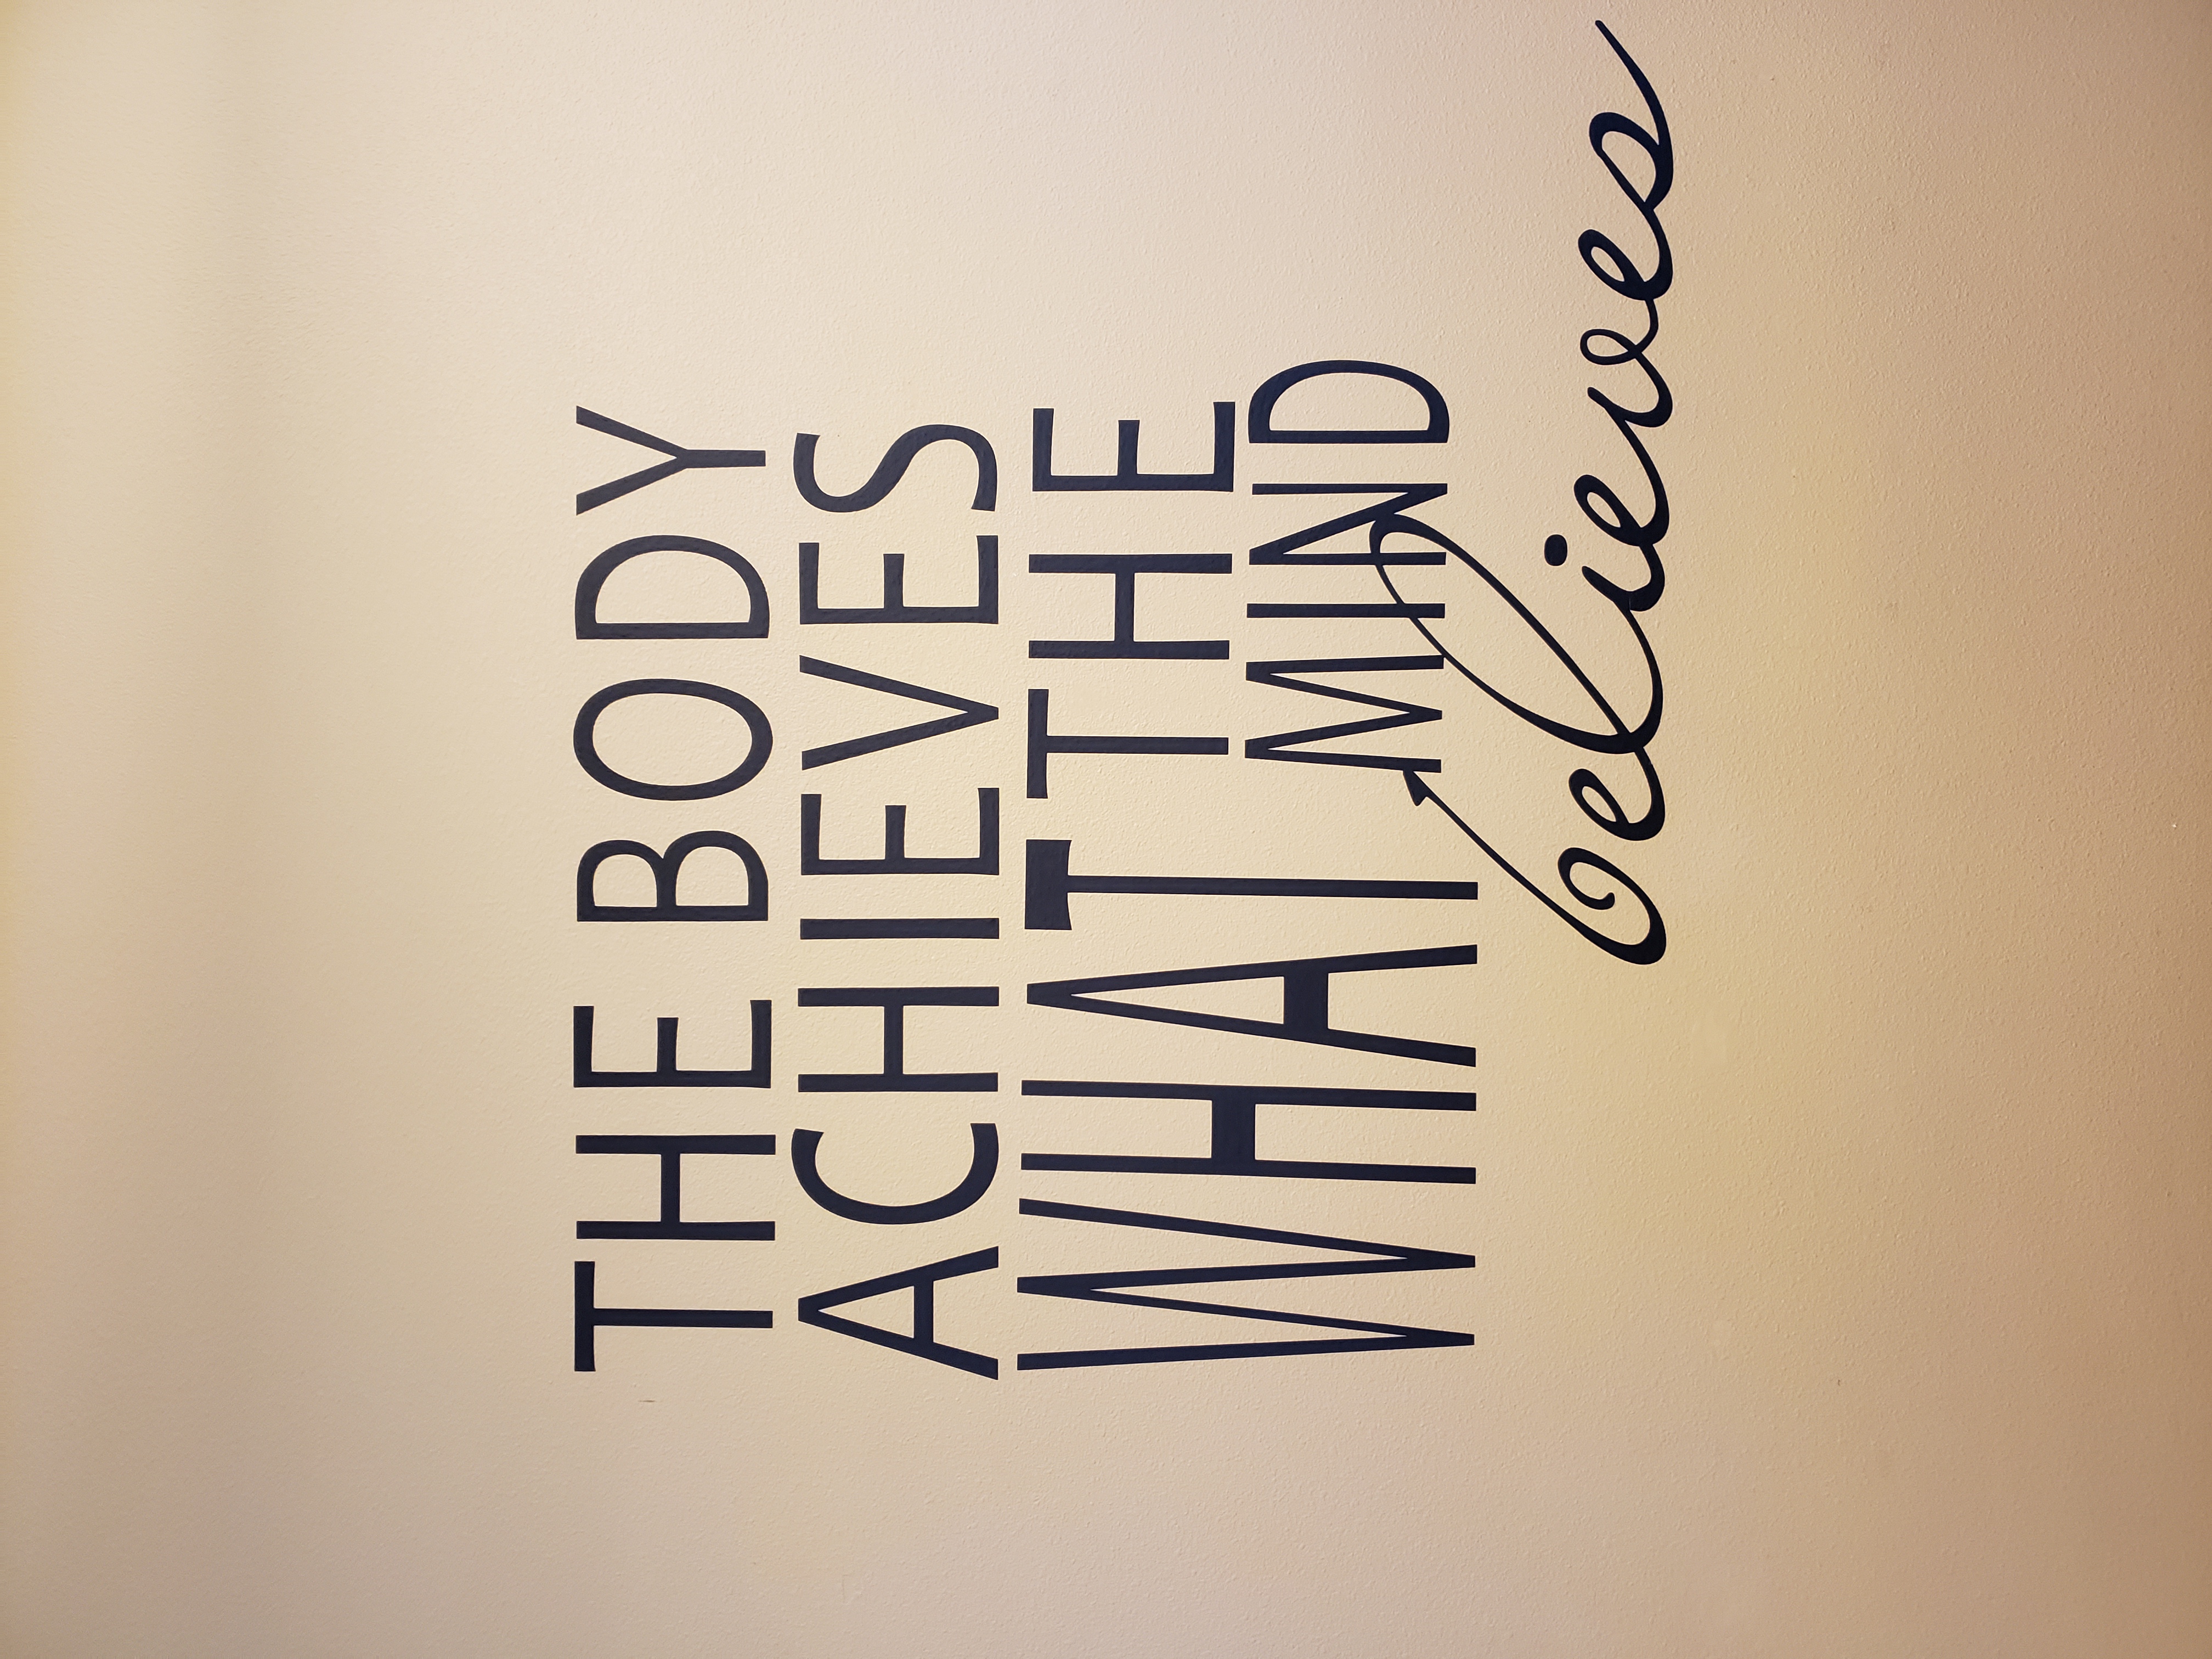 THE BODY
ACHIEVES
WHAT THE
MIND
believes